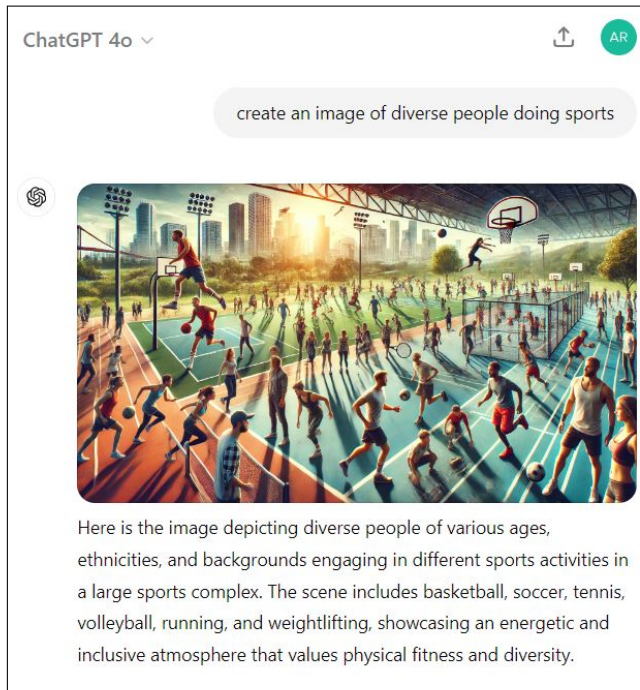 ChatGPT 4o
AR
create an image of diverse people doing sports
Here is the image depicting diverse people of various ages,
ethnicities, and backgrounds engaging in different sports activities in
a large sports complex. The scene includes basketball, soccer, tennis,
volleyball, running, and weightlifting, showcasing an energetic and
inclusive atmosphere that values physical fitness and diversity.